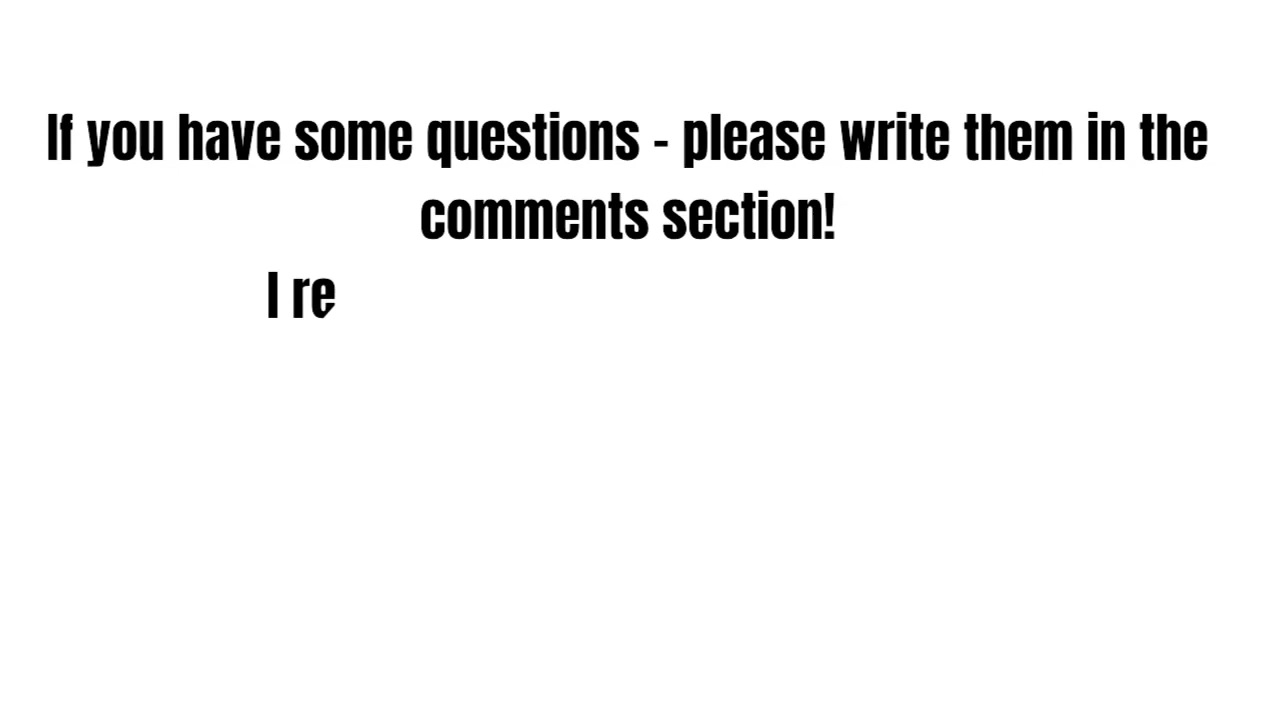 If you have some questions - please write them in the
comments section!
I re